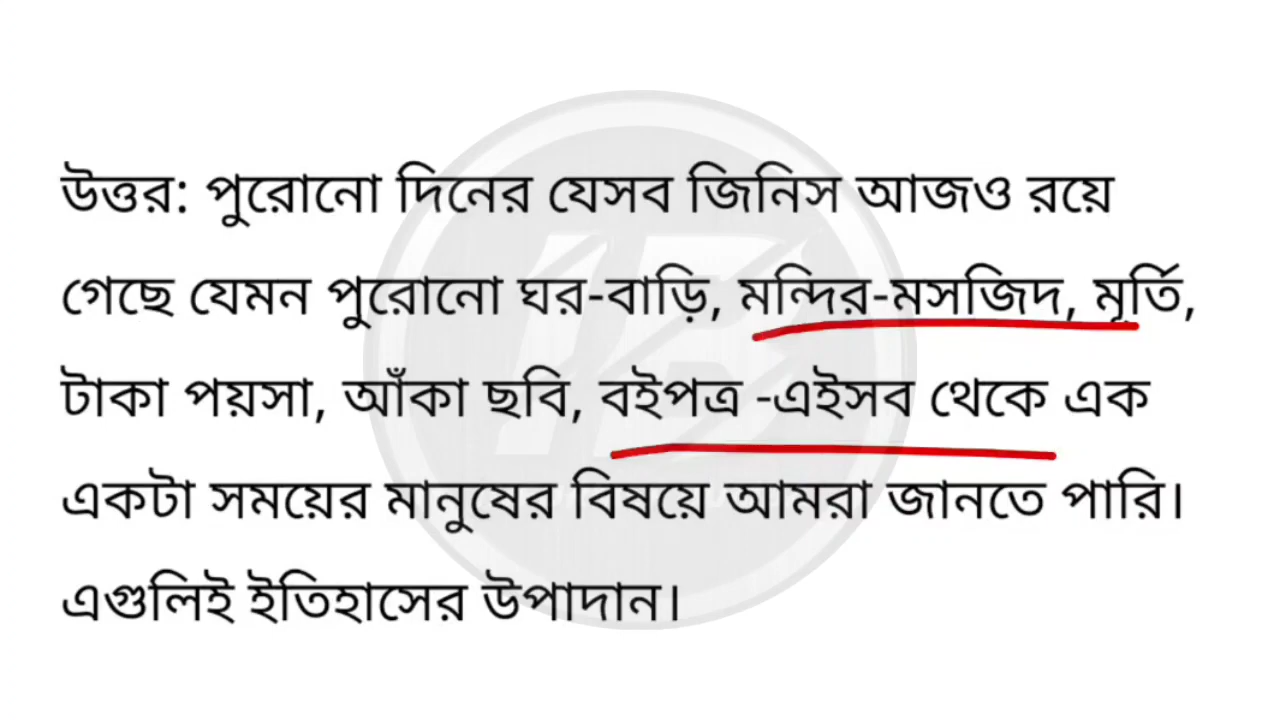 উত্তর: পুরোনো দিনের যেসব জিনিস আজও রয়ে
গেছে যেমন পুরোনো ঘর-বাড়ি, মন্দির-মসজিদ, মূর্তি,
টাকা পয়সা, আঁকা ছবি, বইপত্র -এইসব থেকে এক
একটা সময়ের মানুষের বিষয়ে আমরা জানতে পারি।
এগুলিই ইতিহাসের উপাদান।